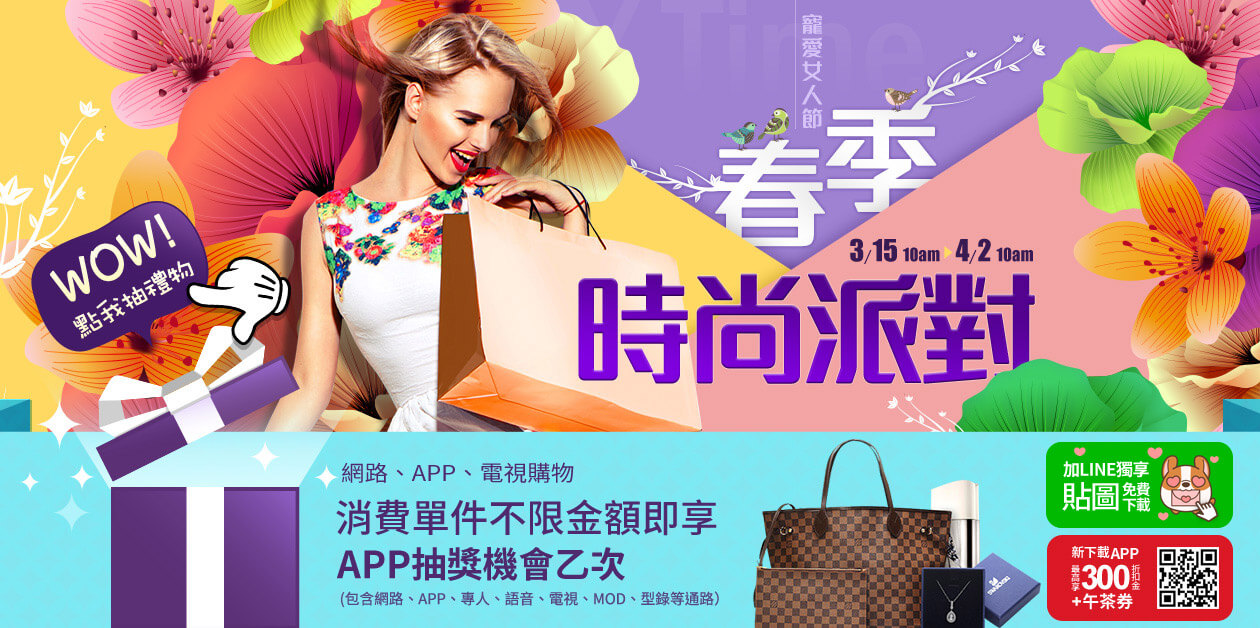 寵愛女人節
春季
3/15 10am 4/2 10am
時尚派對
WOW!
點我抽禮物
網路、APP、電視購物
消費單件不限金額即享
APP抽獎機會乙次
(包含網路、APP、專人、語音、電視、MOD、型錄等通路)
加LINE獨享
貼圖 免費下載
新下載APP
最高享 300 折扣金
+午茶券